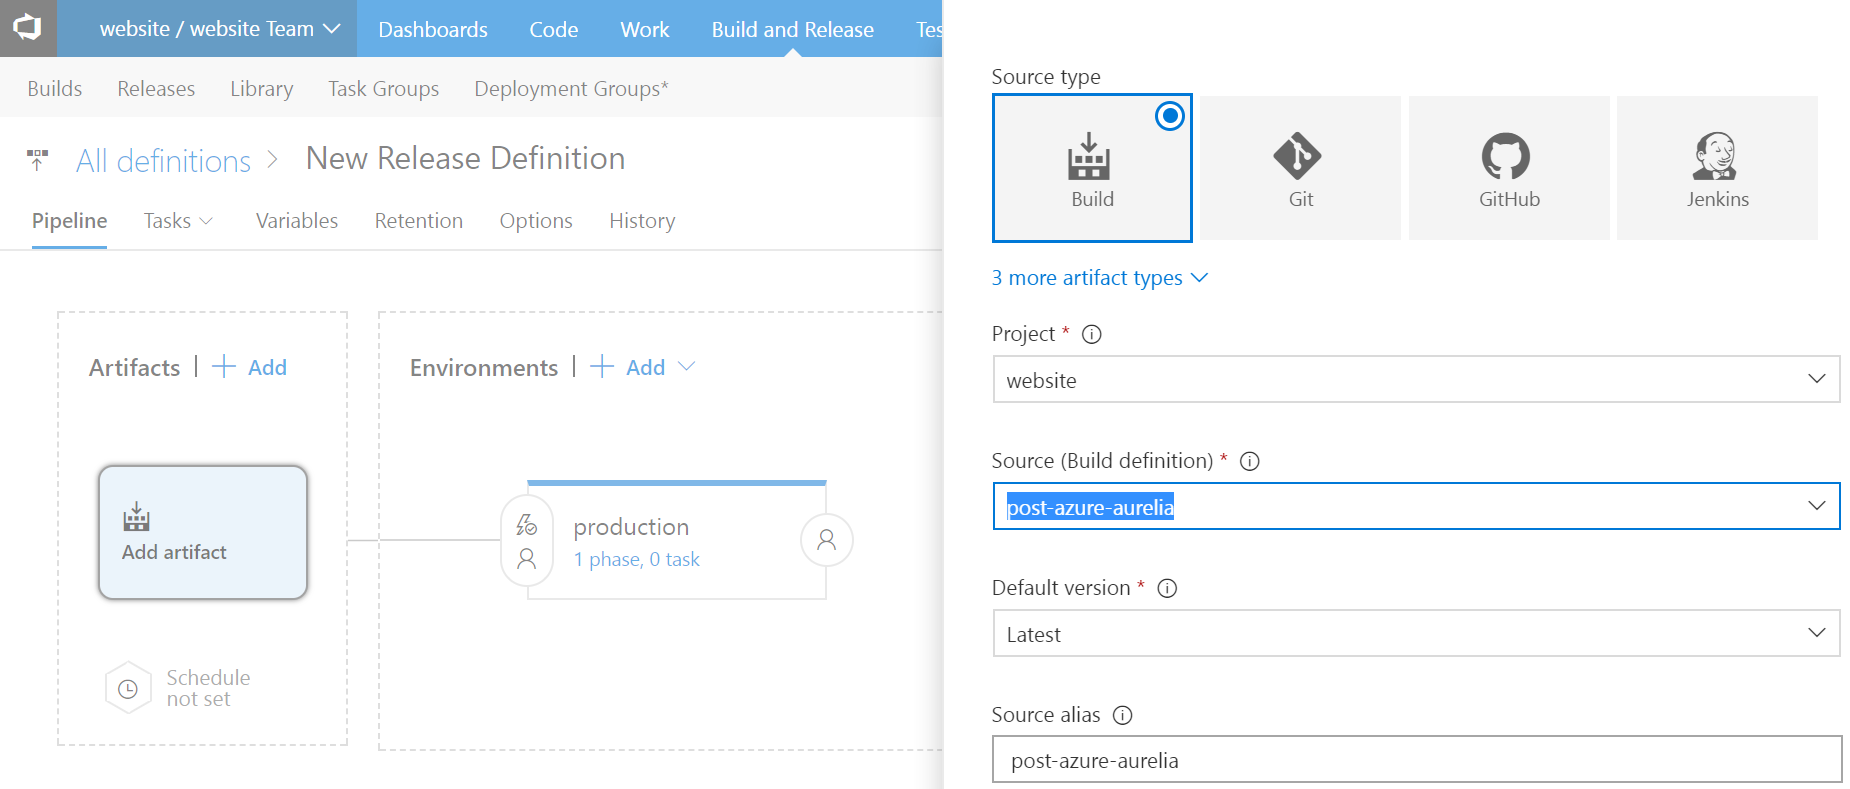 website / website Team
Dashboards
Code
Work
Build and Release
Tes
Builds
Releases
Library
Task Groups
Deployment Groups*
All definitions
New Release Definition
Pipeline
Tasks
Variables
Retention
Options
History
Artifacts | + Add
Add artifact
Schedule
not set
Environments | + Add
production
1 phase, 0 task
Source type
Build
Git
GitHub
Jenkins
3 more artifact types
Project *
website
Source (Build definition) *
post-azure-aurelia
Default version *
Latest
Source alias
post-azure-aurelia